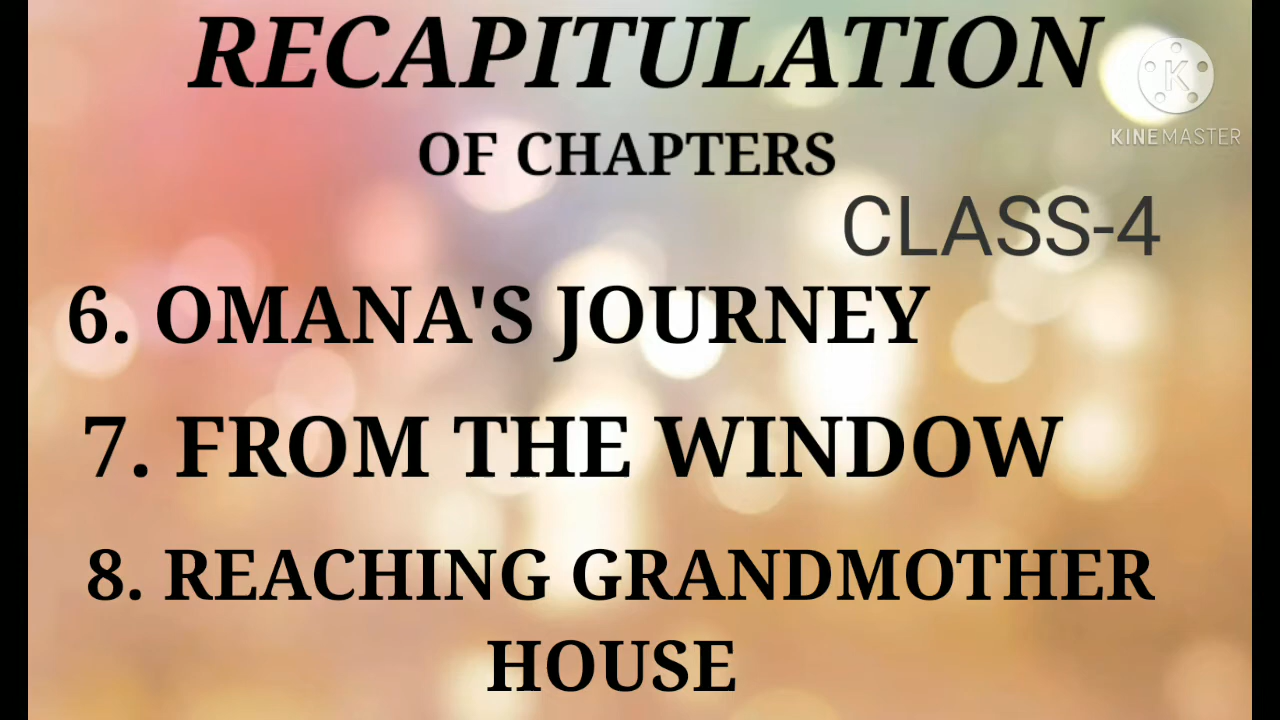 RECAPITULATION
K
KINEMASTER
OF CHAPTERS
CLASS-4
6. OMANA'S JOURNEY
7. FROM THE WINDOW
8. REACHING GRANDMOTHER
HOUSE